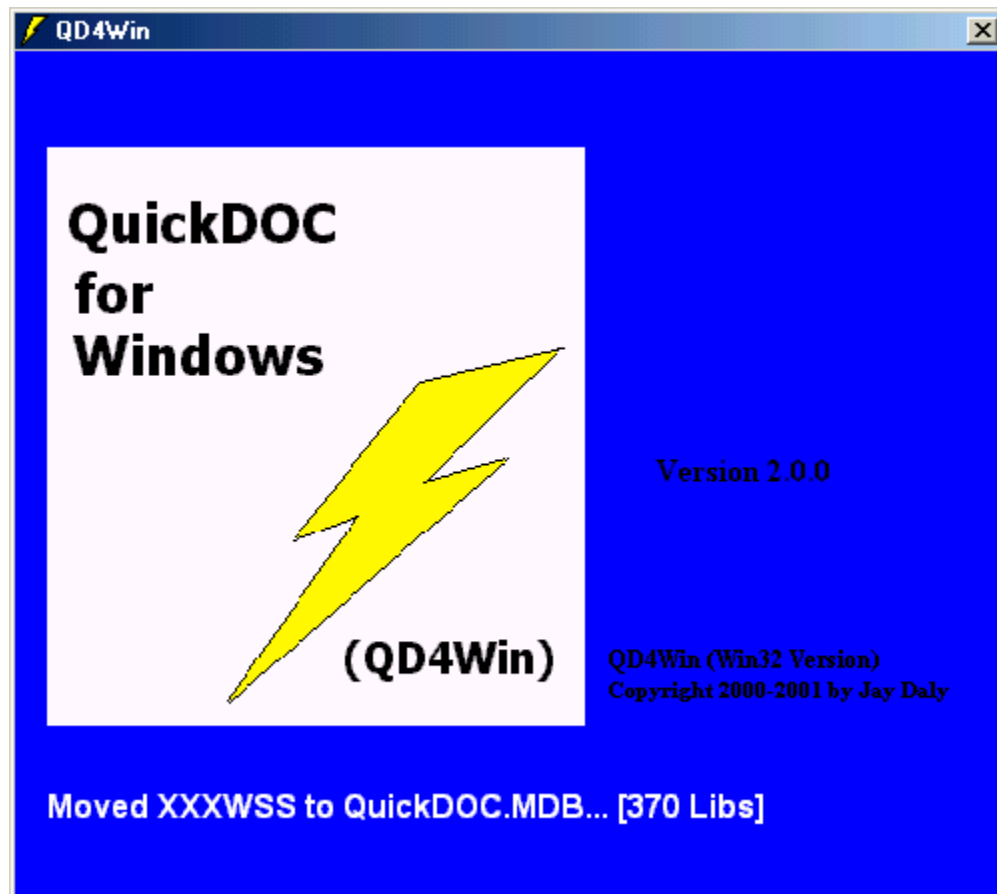 QD4Win
QuickDOC
for
Windows
Version 2.0.0
(QD4Win)
QD4Win (Win32 Version)
Copyright 2000-2001 by Jay Daly
Moved XXXWSS to QuickDOC.MDB... [370 Libs]